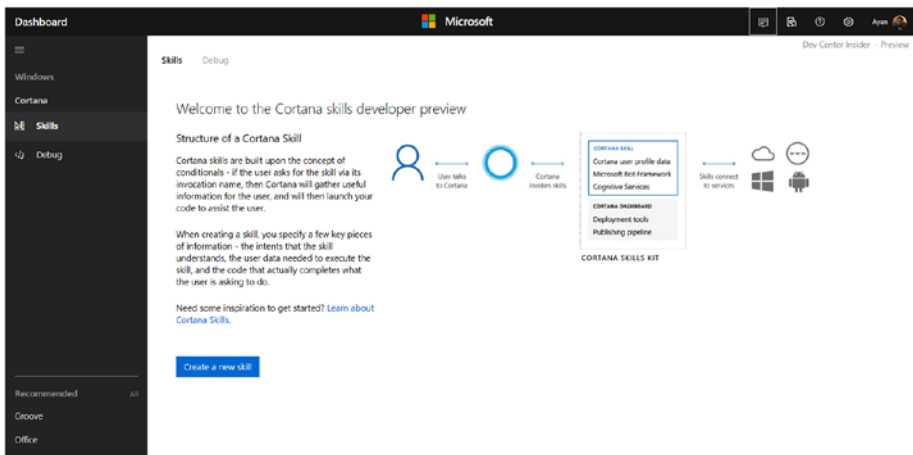 Dashboard
Microsoft
Ayan
Dev Center Insider - Preview
Windows
Cortana
Skills
Debug
Recommended
All
Groove
Office
Skills Debug
Welcome to the Cortana skills developer preview
Structure of a Cortana Skill
Cortana skills are built upon the concept of
conditionals - if the user asks for the skill via its
invocation name, then Cortana will gather useful
information for the user, and will then launch your
code to assist the user.
When creating a skill, you specify a few key pieces
of information - the intents that the skill
understands, the user data needed to execute the
skill, and the code that actually completes what
the user is asking to do.
Need some inspiration to get started? Learn about
Cortana Skills.
Create a new skill
User talks
to Cortana
Cortana
invokes skills
CORTANA SKILL
Cortana user profile data
Microsoft Bot Framework
Cognitive Services
CORTANA DASHBOARD
Deployment tools
Publishing pipeline
CORTANA SKILLS KIT
Skills connect
to services